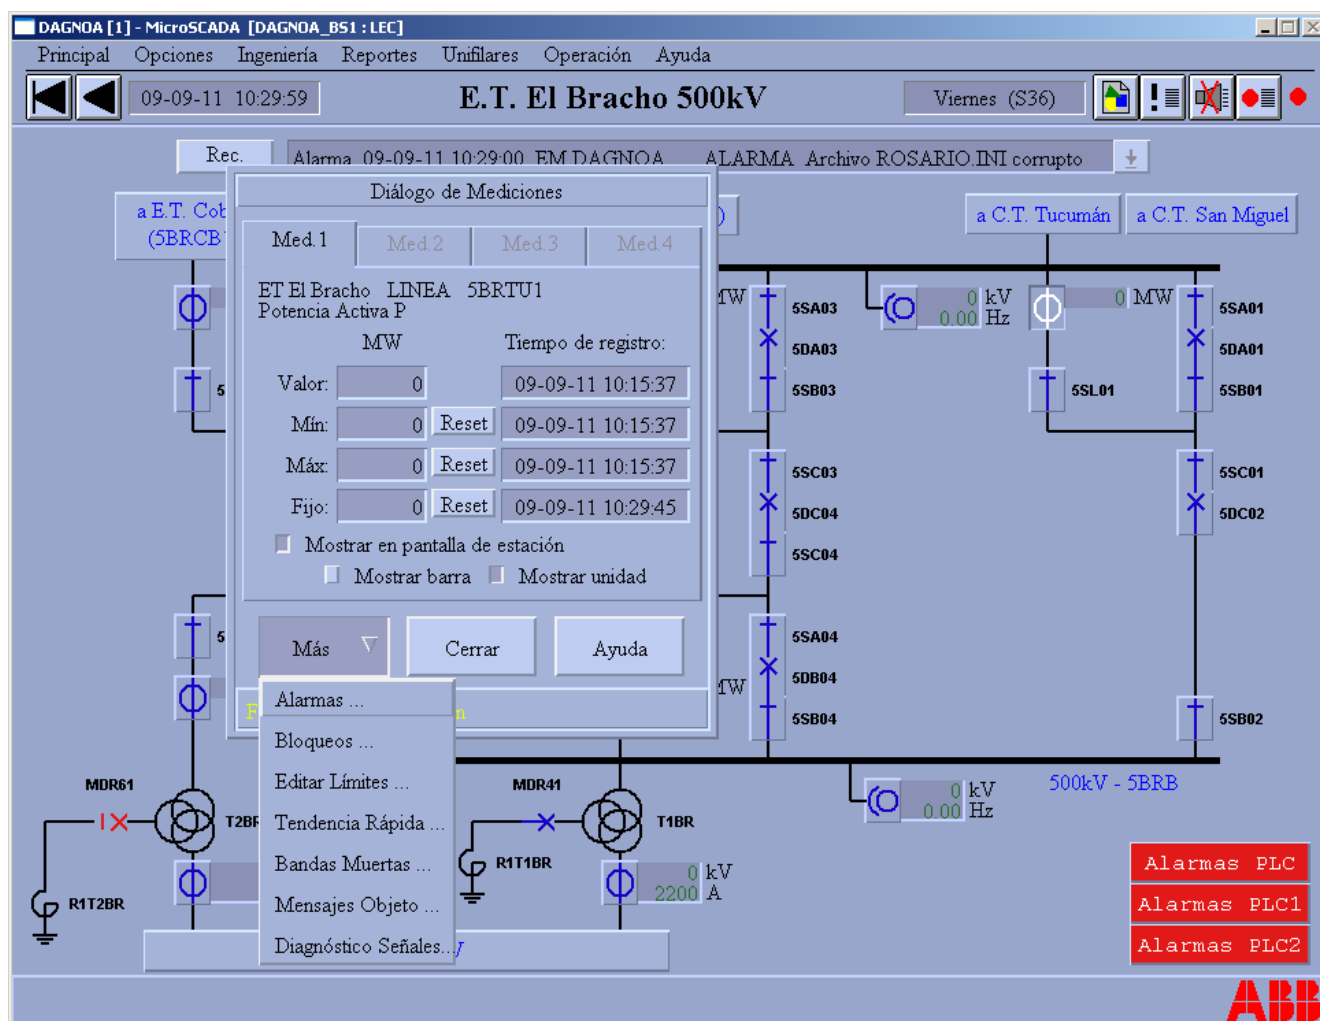 DAGNOA [1] - MicroSCADA [DAGNOA_BS1 : LEC]
Principal Opciones Ingeniería Reportes Unifilares Operación Ayuda
09-09-11 10:29:59 E.T. El Bracho 500kV Viernes (S36)
Rec. Alarma 09-09-11 10:29:00 EM DAGNOA ALARMA Archivo ROSARIO.INI corrupto
Diálogo de Mediciones
a E.T. a C.T. Tucumán a C.T. San Miguel
Med.1 Med.2 Med.3 Med.4
ET El Bracho LINEA 5BRTU1
Potencia Activa P
MW Tiempo de registro:
Valor: 0 09-09-11 10:15:37
Mín: 0 Reset 09-09-11 10:15:37
Máx: 0 Reset 09-09-11 10:15:37
Fijo: 0 Reset 09-09-11 10:29:45
Mostrar en pantalla de estación
Mostrar barra Mostrar unidad
Más Cerrar Ayuda
Alarmas ...
Bloqueos ...
Editar Límites ...
Tendencia Rápida ...
Bandas Muertas ...
Mensajes Objeto ...
Diagnóstico Señales...
5SA03
5DA03
5SB03
5SC03
5DC04
5SC04
5SA04
5DB04
5SB04
0 kV
0.00 Hz
0 MW
5SL01
5SA01
5DA01
5SB01
5SC01
5DC02
5SB02
0 kV
0.00 Hz
500kV - 5BRB
MDR61
R1T2BR
MDR41
R1T1BR
T1BR
0 kV
2200 A
Alarmas PLC
Alarmas PLC1
Alarmas PLC2
ABB